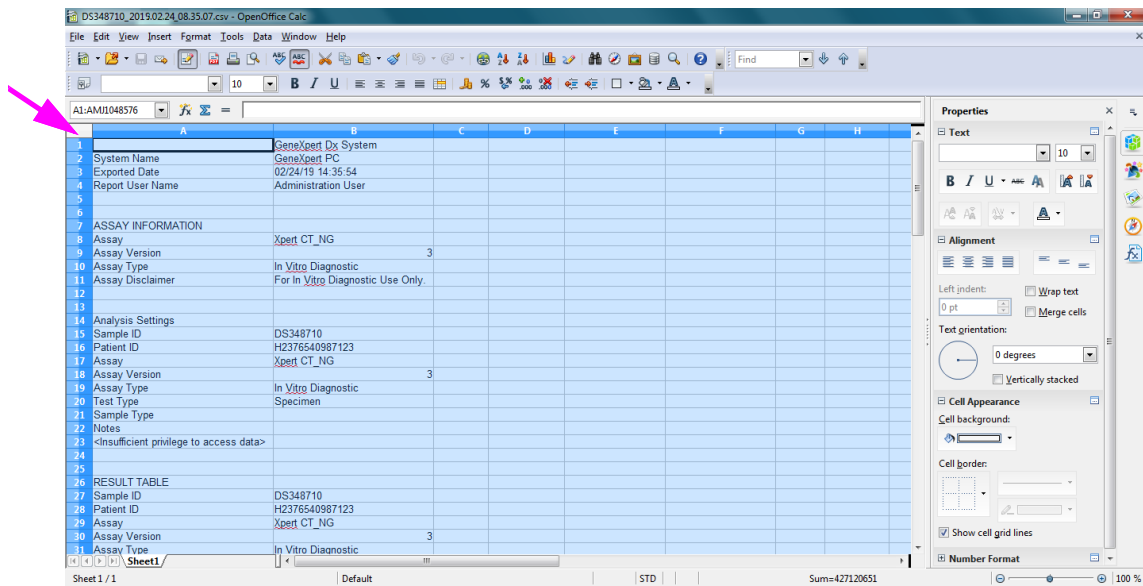 DS348710_2019.02.24_08.35.07.csv - OpenOffice Calc
File Edit View Insert Format Tools Data Window Help
Find
10 B I U
A1:AMJ1048576
A B C D E F G H
1 GeneXpert Dx System
2 System Name GeneXpert PC
3 Exported Date 02/24/19 14:35:54
4 Report User Name Administration User
5
6
7 ASSAY INFORMATION
8 Assay Xpert CT_NG
9 Assay Version 3
10 Assay Type In Vitro Diagnostic
11 Assay Disclaimer For In Vitro Diagnostic Use Only.
12
13
14 Analysis Settings
15 Sample ID DS348710
16 Patient ID H2376540987123
17 Assay Xpert CT_NG
18 Assay Version 3
19 Assay Type In Vitro Diagnostic
20 Test Type Specimen
21 Sample Type
22 Notes
23 <Insufficient privilege to access data>
24
25
26 RESULT TABLE
27 Sample ID DS348710
28 Patient ID H2376540987123
29 Assay Xpert CT_NG
30 Assay Version 3
31 Assay Type In Vitro Diagnostic
Sheet1
Sheet 1 / 1 Default STD Sum=427120651 100 %
Properties
Text
10
B I U ABC
Alignment
Left indent:
0 pt
Wrap text
Merge cells
Text orientation:
0 degrees
Vertically stacked
Cell Appearance
Cell background:
Cell border:
Show cell grid lines
Number Format